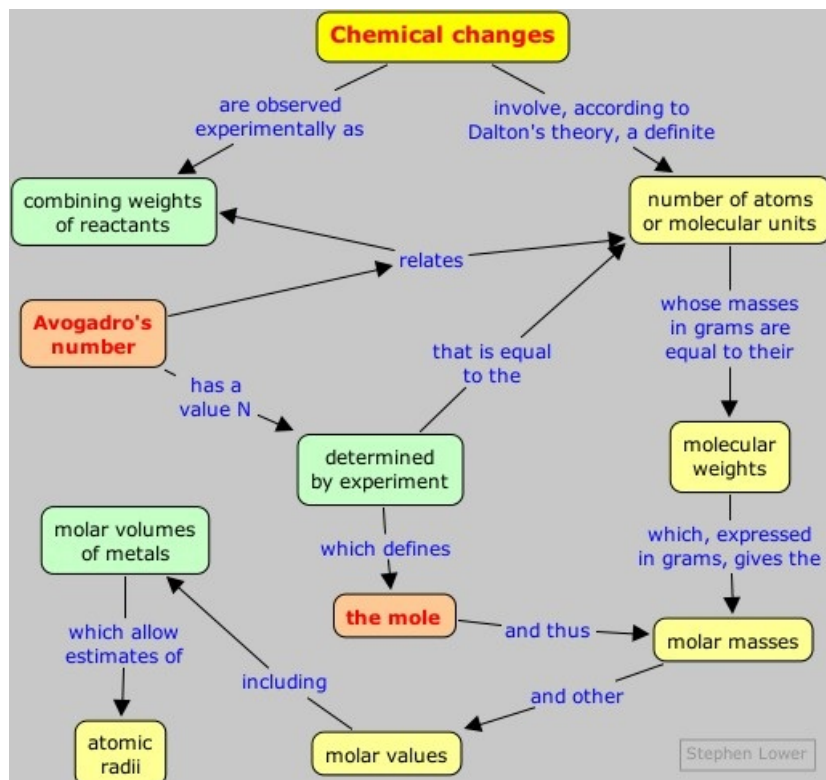 Chemical changes
are observed
experimentally as
involve, according to
Dalton's theory, a definite
combining weights
of reactants
number of atoms
or molecular units
relates
Avogadro's
number
whose masses
in grams are
equal to their
that is equal
to the
has a
value N
determined
by experiment
molecular
weights
molar volumes
of metals
which defines
which, expressed
in grams, gives the
the mole
and thus
molar masses
which allow
estimates of
including
and other
atomic
radii
molar values
Stephen Lower